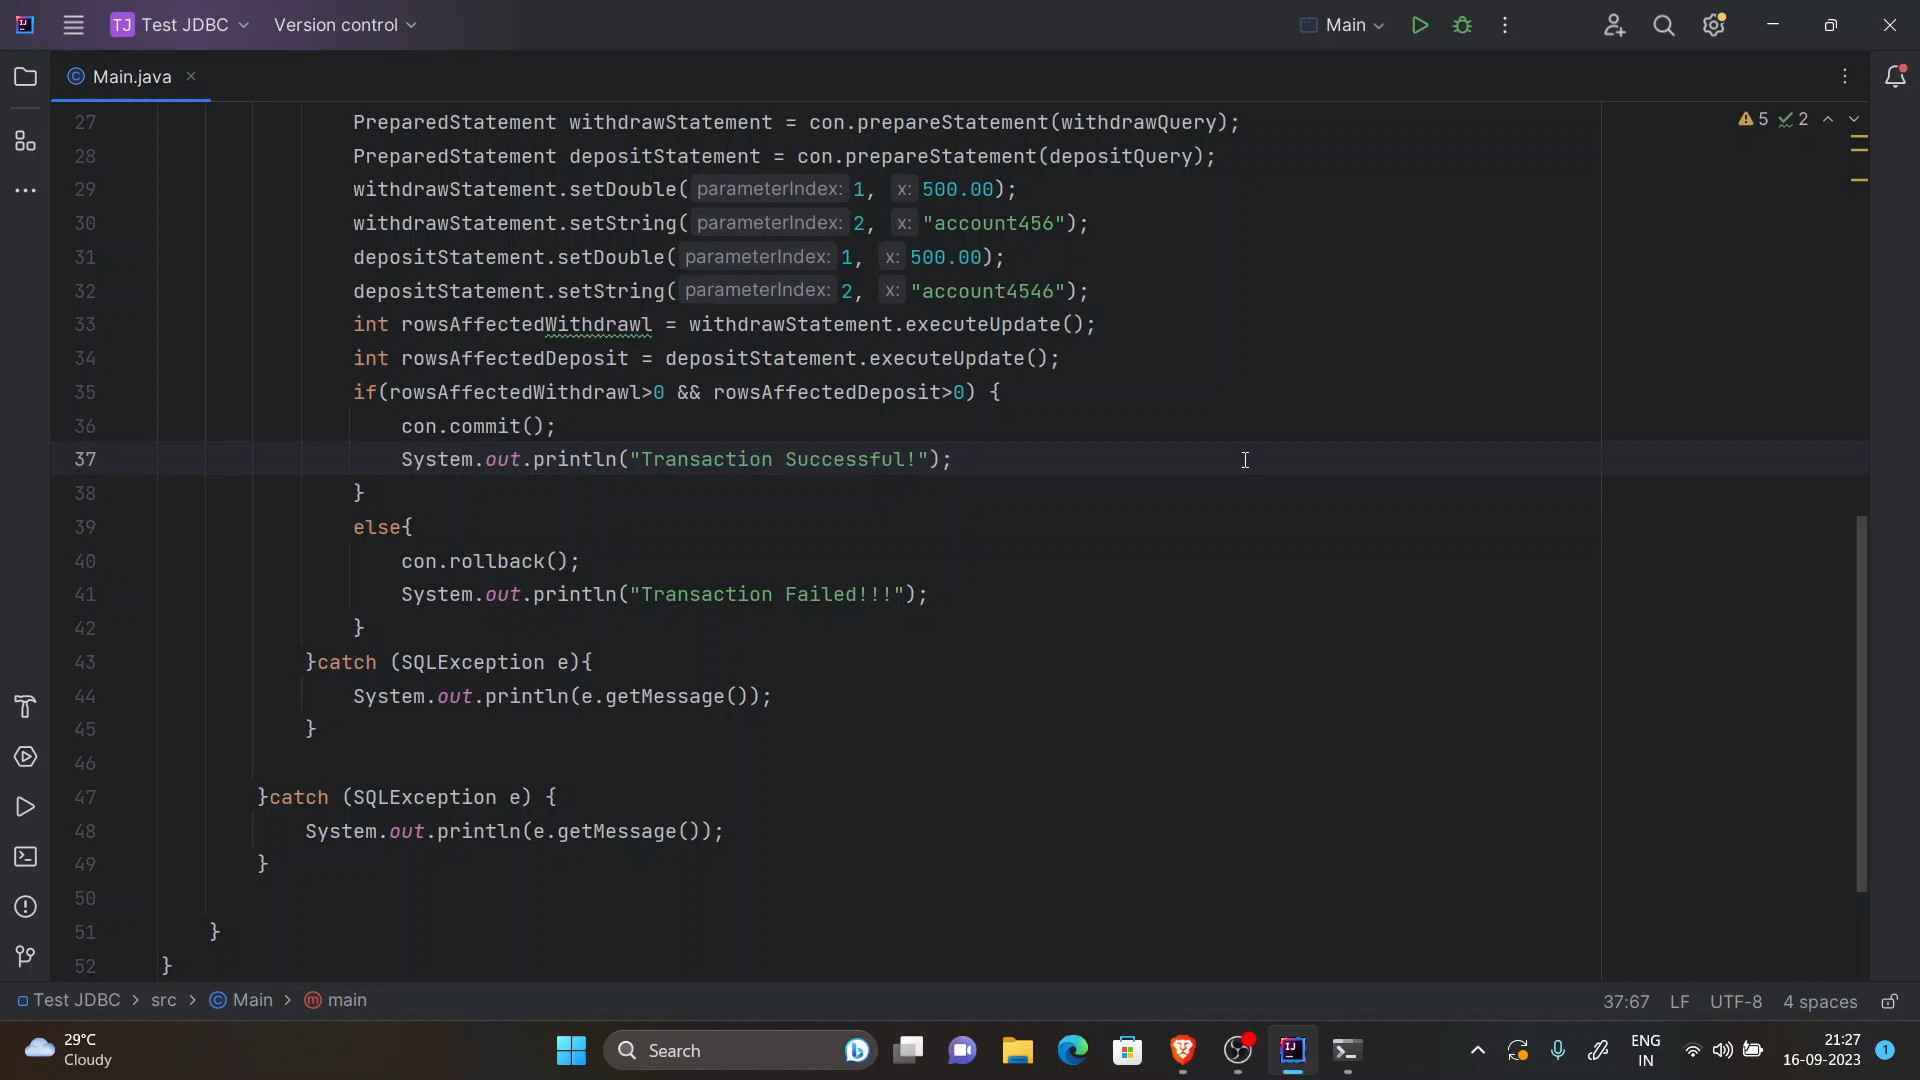 TJ Test JDBC Version control Main
Main.java
27 PreparedStatement withdrawStatement = con.prepareStatement(withdrawQuery);
5 2
28 PreparedStatement depositStatement = con.prepareStatement(depositQuery);
29 withdrawStatement.setDouble( parameterIndex: 1, x: 500.00);
30 withdrawStatement.setString( parameterIndex: 2, x: "account456");
31 depositStatement.setDouble( parameterIndex: 1, x: 500.00);
32 depositStatement.setString( parameterIndex: 2, x: "account4546");
33 int rowsAffectedWithdrawl = withdrawStatement.executeUpdate();
34 int rowsAffectedDeposit = depositStatement.executeUpdate();
35 if(rowsAffectedWithdrawl>0 && rowsAffectedDeposit>0) {
36 con.commit();
37 System.out.println("Transaction Successful!");
38 }
39 else{
40 con.rollback();
41 System.out.println("Transaction Failed!!!");
42 }
43 }catch (SQLException e){
44 System.out.println(e.getMessage());
45 }
46
47 }catch (SQLException e) {
48 System.out.println(e.getMessage());
49 }
50
51 }
52 }
Test JDBC > src > Main > main 37:67 LF UTF-8 4 spaces
29°C
Cloudy
Search
ENG
IN
21:27
16-09-2023
1